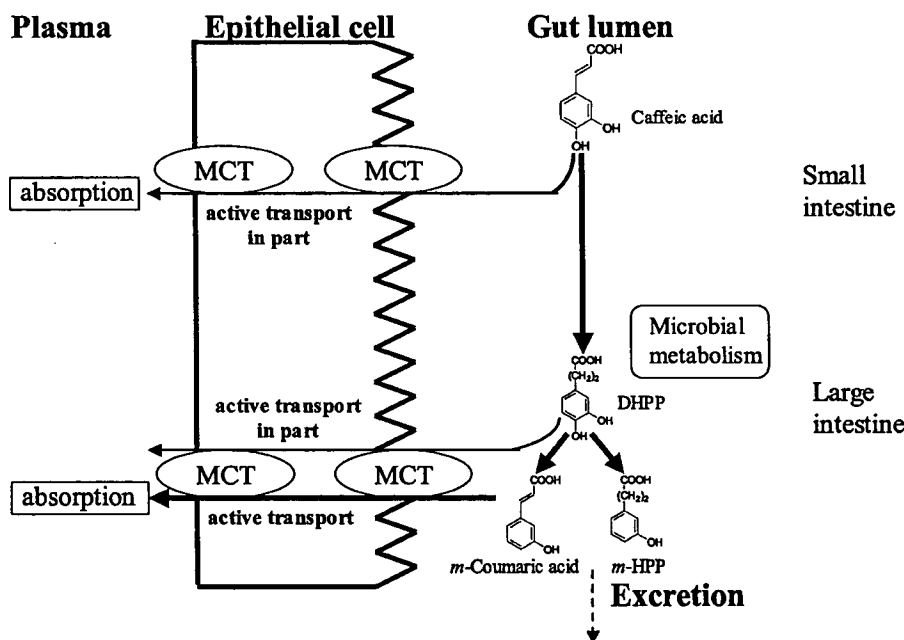 Plasma
Epithelial cell
Gut lumen
COOH
OH
OH
Caffeic acid
MCT
MCT
absorption
active transport
in part
Small
intestine
Microbial
metabolism
COOH
(CH2)2
DHPP
OH
OH
active transport
in part
Large
intestine
MCT
MCT
absorption
active transport
COOH
OH
m-Coumaric acid
COOH
(CH2)2
OH
m-HPP
Excretion